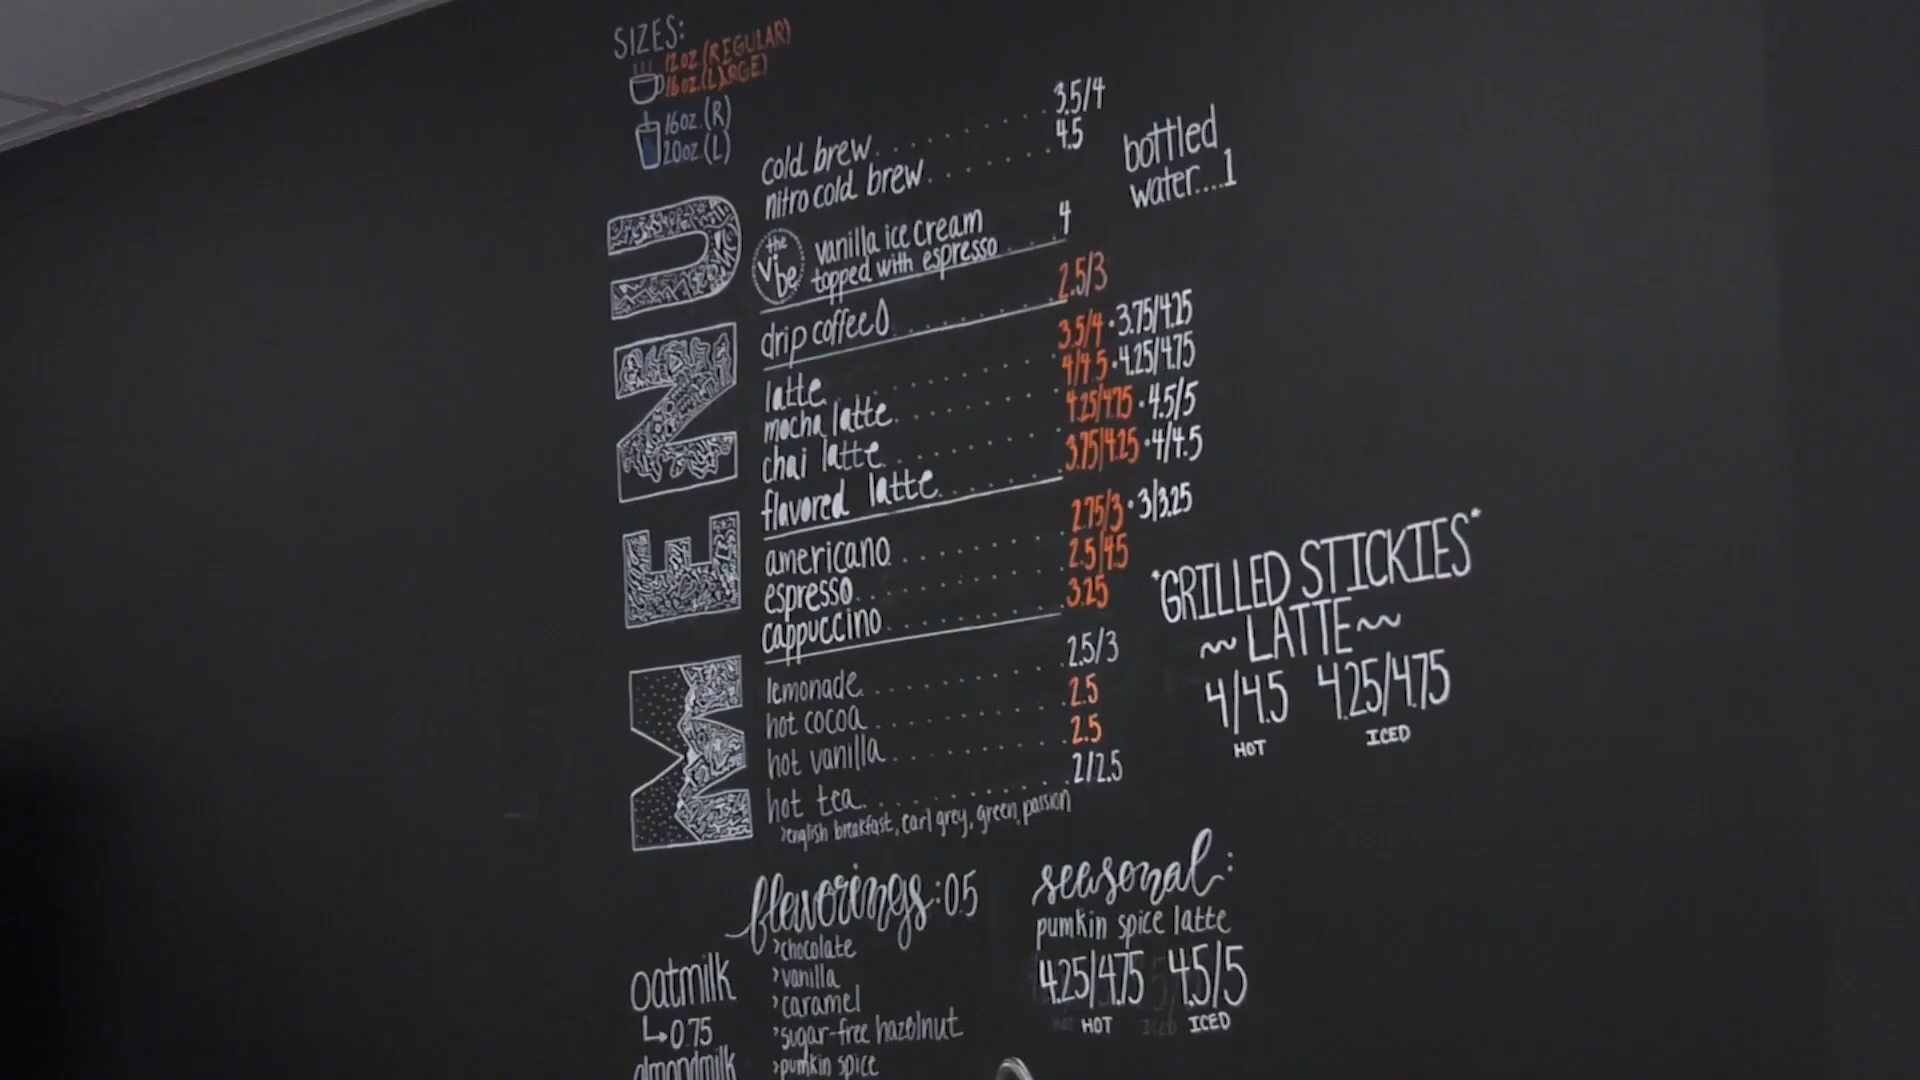 SIZES:
12oz.(REGULAR)
16oz.(LARGE)
16oz.(R)
20oz.(L)
MENU
cold brew 3.5/4
nitro cold brew 4.5
bottled
water....1
the
vibe
vanilla ice cream
topped with espresso 4
drip coffee 2.5/3
latte 3.5/4 • 3.75/4.25
mocha latte 4/4.5 • 4.25/4.75
chai latte 4.25/4.75 • 4.5/5
flavored latte 3.75/4.25 • 4/4.5
americano 2.75/3 • 3/3.25
espresso 2.5/4.5
cappuccino 3.25
lemonade 2.5/3
hot cocoa 2.5
hot vanilla 2.5
hot tea 2/2.5
>english breakfast, earl grey, green, passion
*GRILLED STICKIES*
~LATTE~
4/4.5 4.25/4.75
HOT ICED
flavorings: 0.5
>chocolate
>vanilla
>caramel
>sugar-free hazelnut
>pumkin spice
oatmilk
0.75
almondmilk
seasonal:
pumkin spice latte
4.25/4.75 4.5/5
HOT ICED